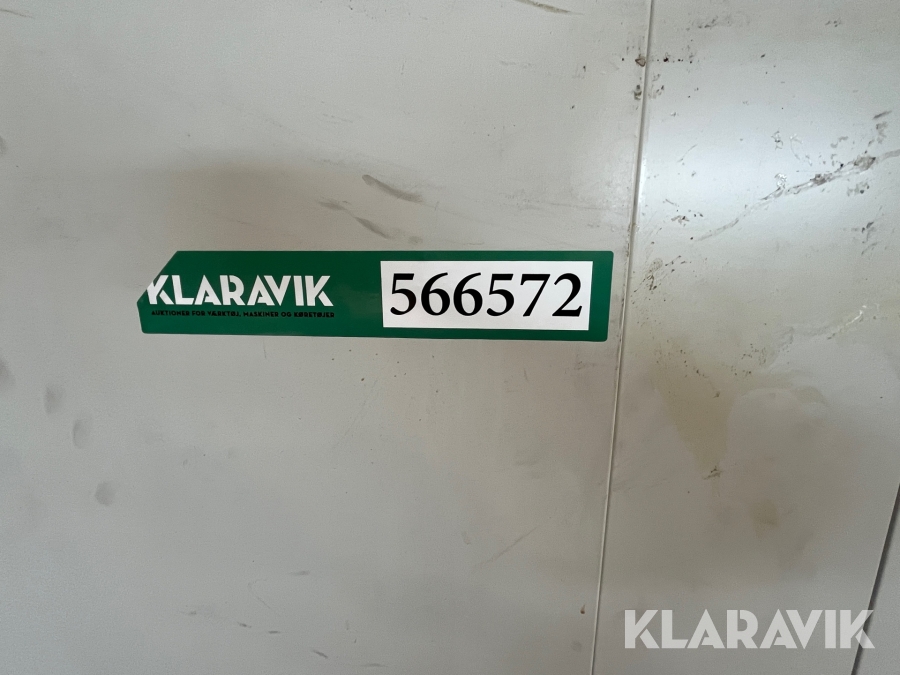 KLARAVIK
AUKTIONER FOR VÆRKTØJ, MASKINER OG KØRETØJER
566572
KLARAVIK